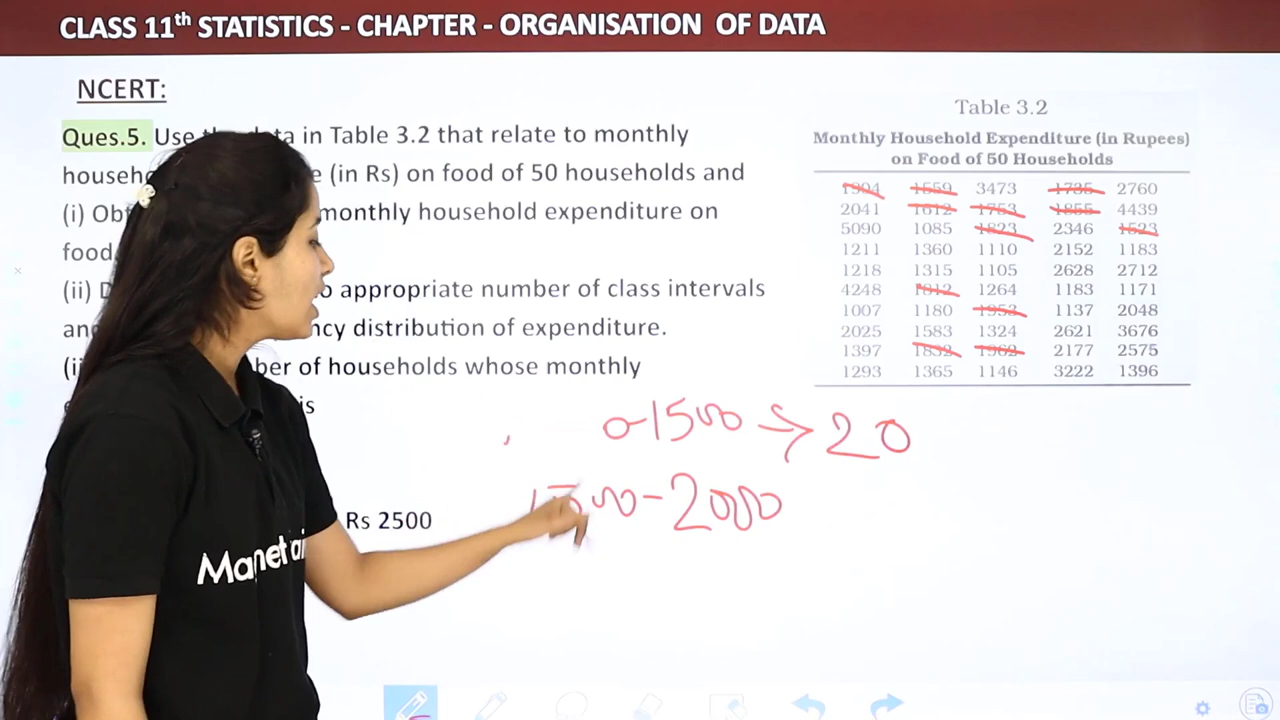 CLASS 11th STATISTICS - CHAPTER - ORGANISATION OF DATA
NCERT:
Ques.5. Use data in Table 3.2 that relate to monthly
(in Rs) on food of 50 households and
(i) monthly household expenditure on
food
(ii) appropriate number of class intervals
distribution of expenditure.
of households whose monthly
is
Rs 2500
Table 3.2
Monthly Household Expenditure (in Rupees)
on Food of 50 Households
1904 1559 3473 1735 2760
2041 1612 1753 1855 4439
5090 1085 1823 2346 1523
1211 1360 1110 2152 1183
1218 1315 1105 2628 2712
4248 1812 1264 1183 1171
1007 1180 1953 1137 2048
2025 1583 1324 2621 3676
1397 1832 1962 2177 2575
1293 1365 1146 3222 1396
0-1500 → 20
1500-2000